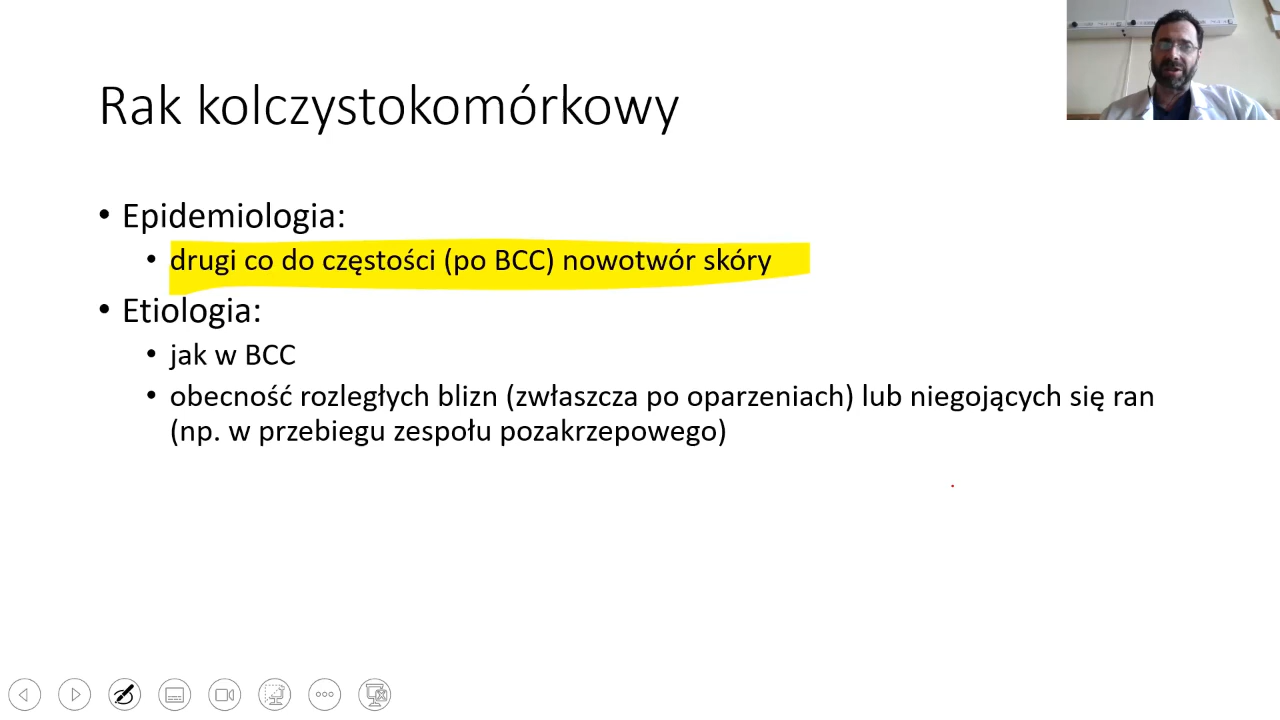 Rak kolczystokomórkowy
• Epidemiologia:
• drugi co do częstości (po BCC) nowotwór skóry
• Etiologia:
• jak w BCC
• obecność rozległych blizn (zwłaszcza po oparzeniach) lub niegojących się ran
(np. w przebiegu zespołu pozakrzepowego)